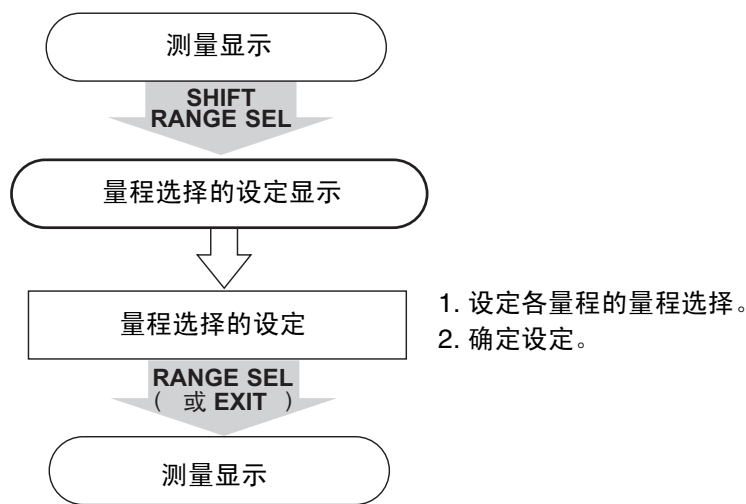 测量显示
SHIFT
RANGE SEL
量程选择的设定显示
量程选择的设定
1. 设定各量程的量程选择。
2. 确定设定。
RANGE SEL
（ 或 EXIT ）
测量显示